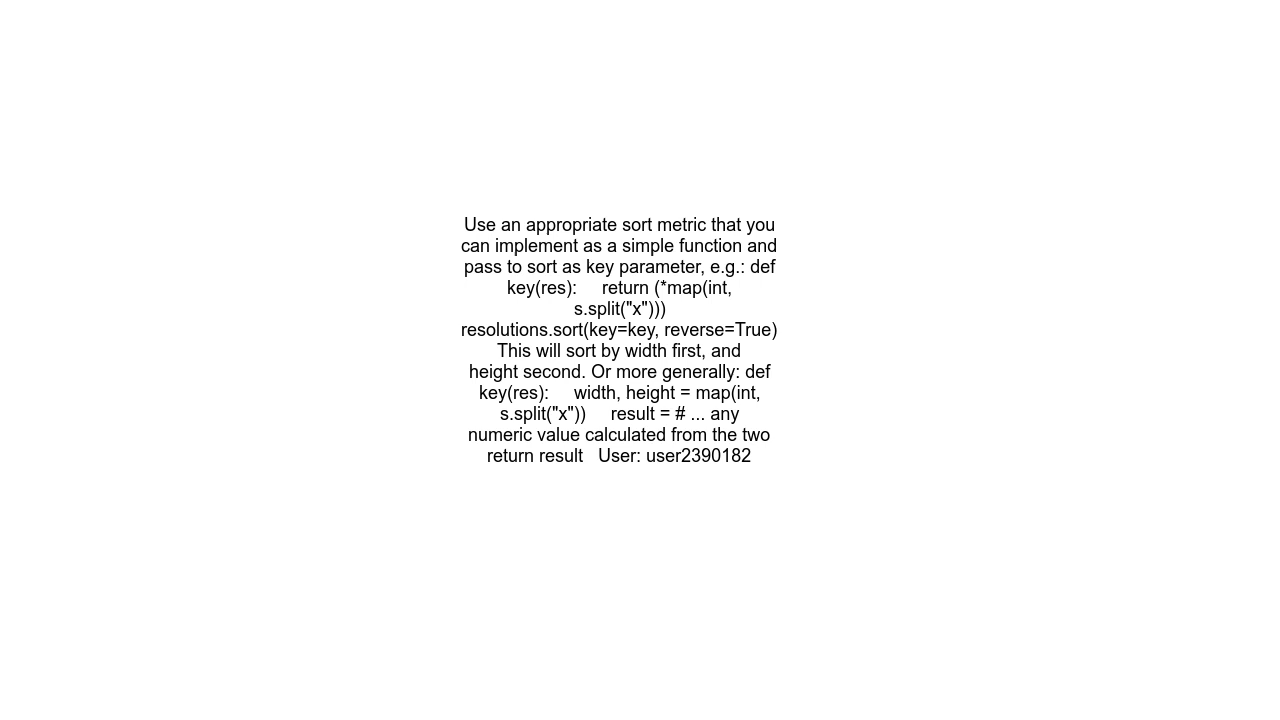 Use an appropriate sort metric that you
can implement as a simple function and
pass to sort as key parameter, e.g.: def
key(res):     return (*map(int,
s.split("x")))
resolutions.sort(key=key, reverse=True)
This will sort by width first, and
height second. Or more generally: def
key(res):     width, height = map(int,
s.split("x"))     result = # ... any
numeric value calculated from the two
return result   User: user2390182